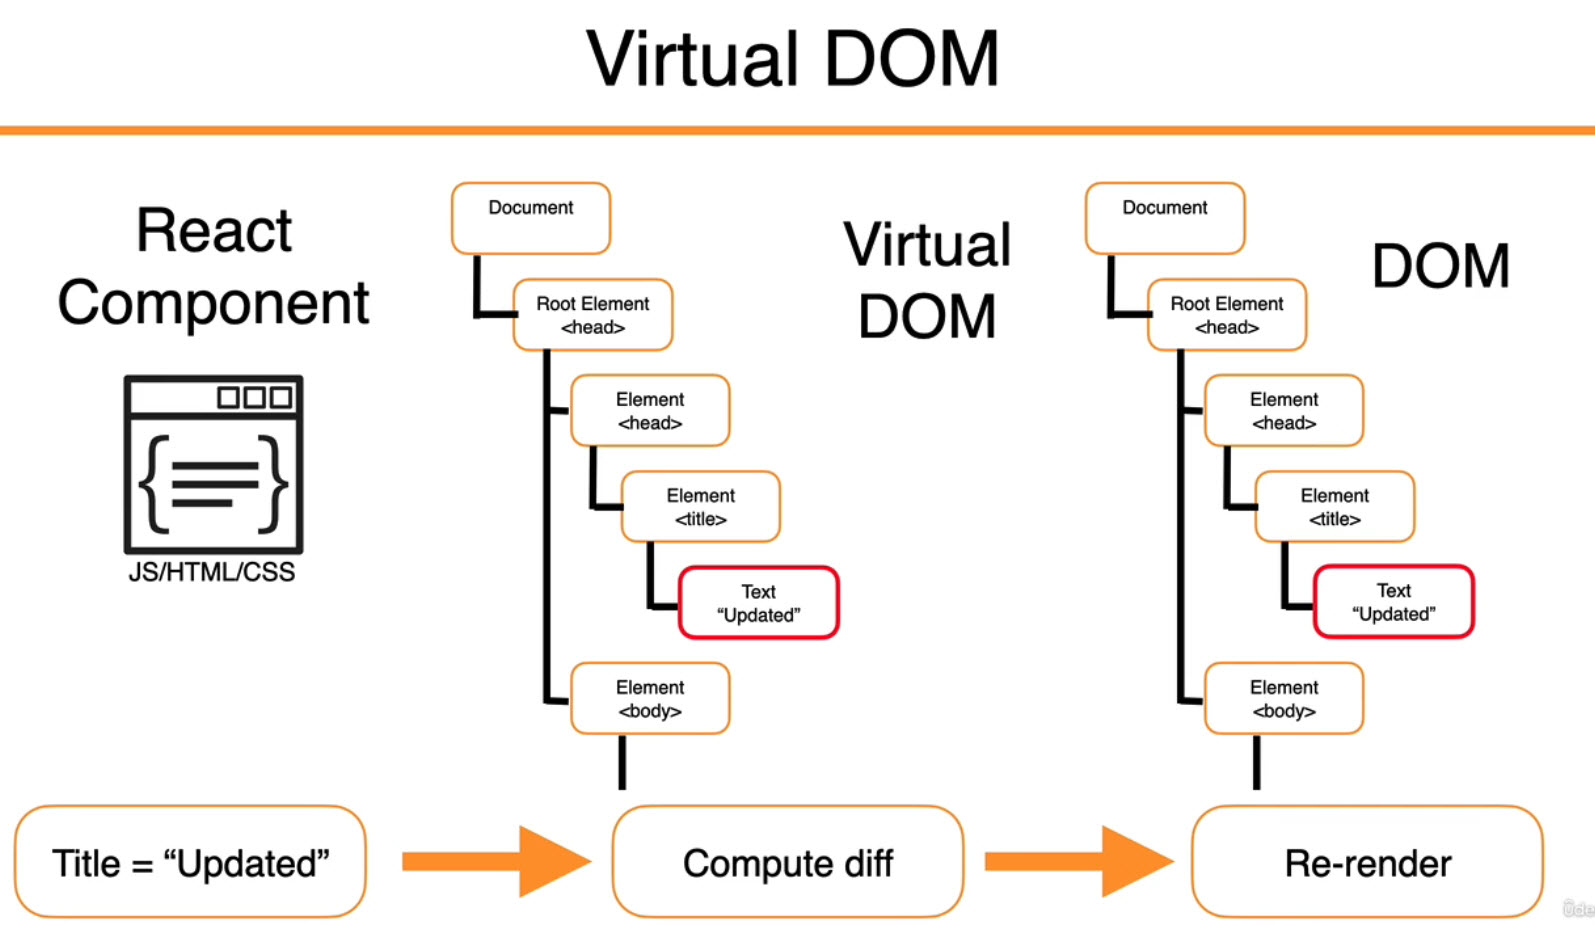 Virtual DOM
React
Component
JS/HTML/CSS
Document
Root Element
<head>
Element
<head>
Element
<title>
Text
“Updated”
Element
<body>
Virtual
DOM
Document
Root Element
<head>
Element
<head>
Element
<title>
Text
“Updated”
Element
<body>
DOM
Title = “Updated”
Compute diff
Re-render